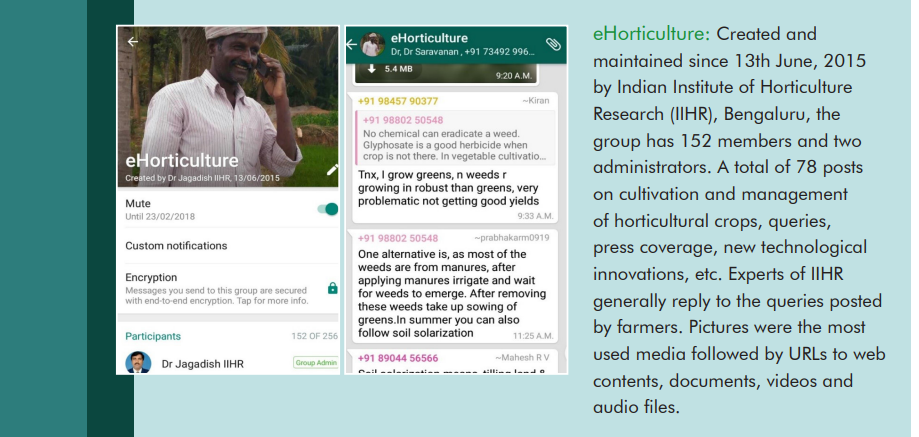 eHorticulture
Created by Dr Jagadish IIHR, 13/06/2015
Mute
Until 23/02/2018
Custom notifications
Encryption
Messages you send to this group are secured
with end-to-end encryption. Tap for more info.
Participants 152 OF 256
Dr Jagadish IIHR Group Admin
eHorticulture
Dr, Dr Saravanan , +91 73492 996...
5.4 MB 9:20 A.M.
+91 98457 90377 ~Kiran
+91 98802 50548
No chemical can eradicate a weed.
Glyphosate is a good herbicide when
crop is not there. In vegetable cultivatio...
Tnx, I grow greens, n weeds r
growing in robust than greens, very
problematic not getting good yields
9:33 A.M.
+91 98802 50548 ~prabhakarm0919
One alternative is, as most of the
weeds are from manures, after
applying manures irrigate and wait
for weeds to emerge. After removing
these weeds take up sowing of
greens.In summer you can also
follow soil solarization 11:25 A.M.
+91 89044 56566 ~Mahesh R V
Soil solarization means, tilling land &
eHorticulture: Created and
maintained since 13th June, 2015
by Indian Institute of Horticulture
Research (IIHR), Bengaluru, the
group has 152 members and two
administrators. A total of 78 posts
on cultivation and management
of horticultural crops, queries,
press coverage, new technological
innovations, etc. Experts of IIHR
generally reply to the queries posted
by farmers. Pictures were the most
used media followed by URLs to web
contents, documents, videos and
audio files.